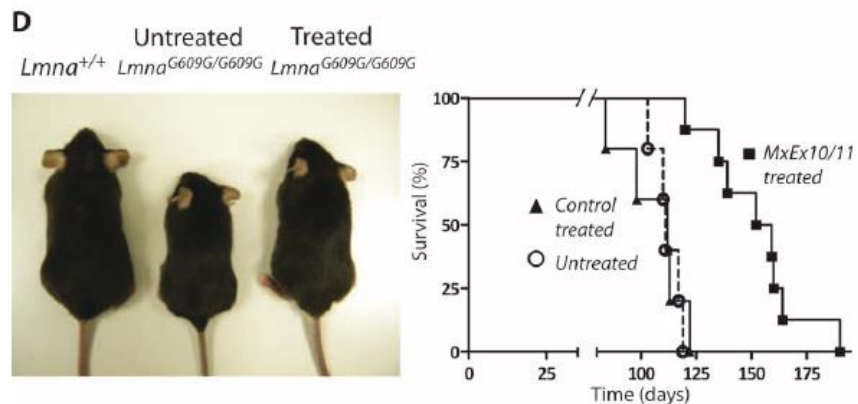 D
Untreated Treated
Lmna+/+ LmnaG609G/G609G LmnaG609G/G609G
100
75
50
25
0
Survival (%)
MxEx10/11
treated
Control
treated
Untreated
0 25 100 125 150 175
Time (days)